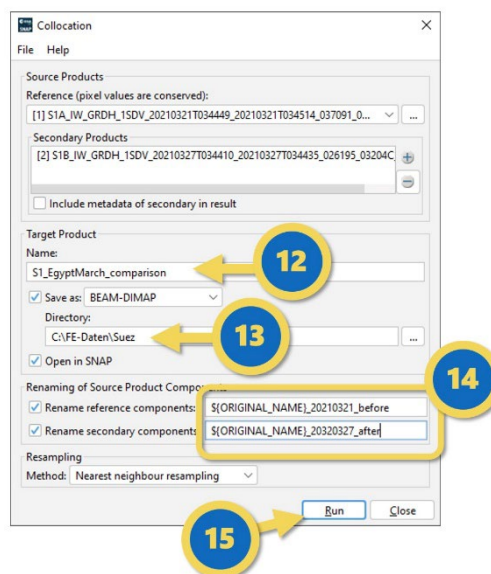 Collocation
File Help
Source Products
Reference (pixel values are conserved):
[1] S1A_IW_GRDH_1SDV_20210321T034449_20210321T034514_037091_0... ...
Secondary Products
[2] S1B_IW_GRDH_1SDV_20210327T034410_20210327T034435_026195_03204C_
Include metadata of secondary in result
Target Product
Name:
S1_EgyptMarch_comparison
12
Save as: BEAM-DIMAP
Directory:
C:\FE-Daten\Suez ...
13
Open in SNAP
14
Renaming of Source Product Components
Rename reference components: ${ORIGINAL_NAME}_20210321_before
Rename secondary components: ${ORIGINAL_NAME}_20320327_after
Resampling
Method: Nearest neighbour resampling
Run Close
15